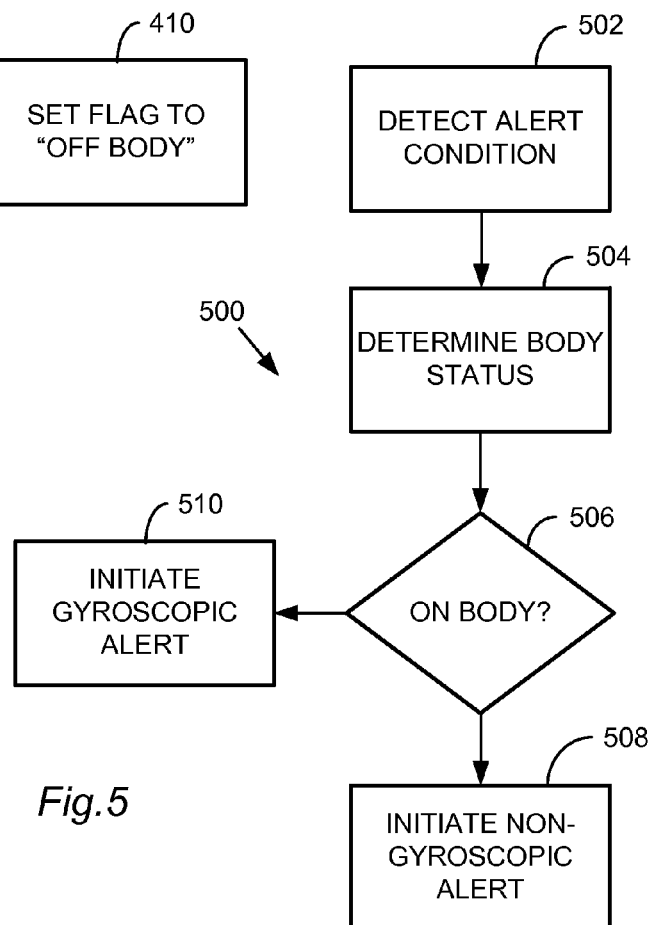 410
SET FLAG TO
“OFF BODY”
502
DETECT ALERT
CONDITION
504
500
DETERMINE BODY
STATUS
510
506
INITIATE
GYROSCOPIC
ALERT
ON BODY?
508
Fig.5
INITIATE NON-
GYROSCOPIC
ALERT